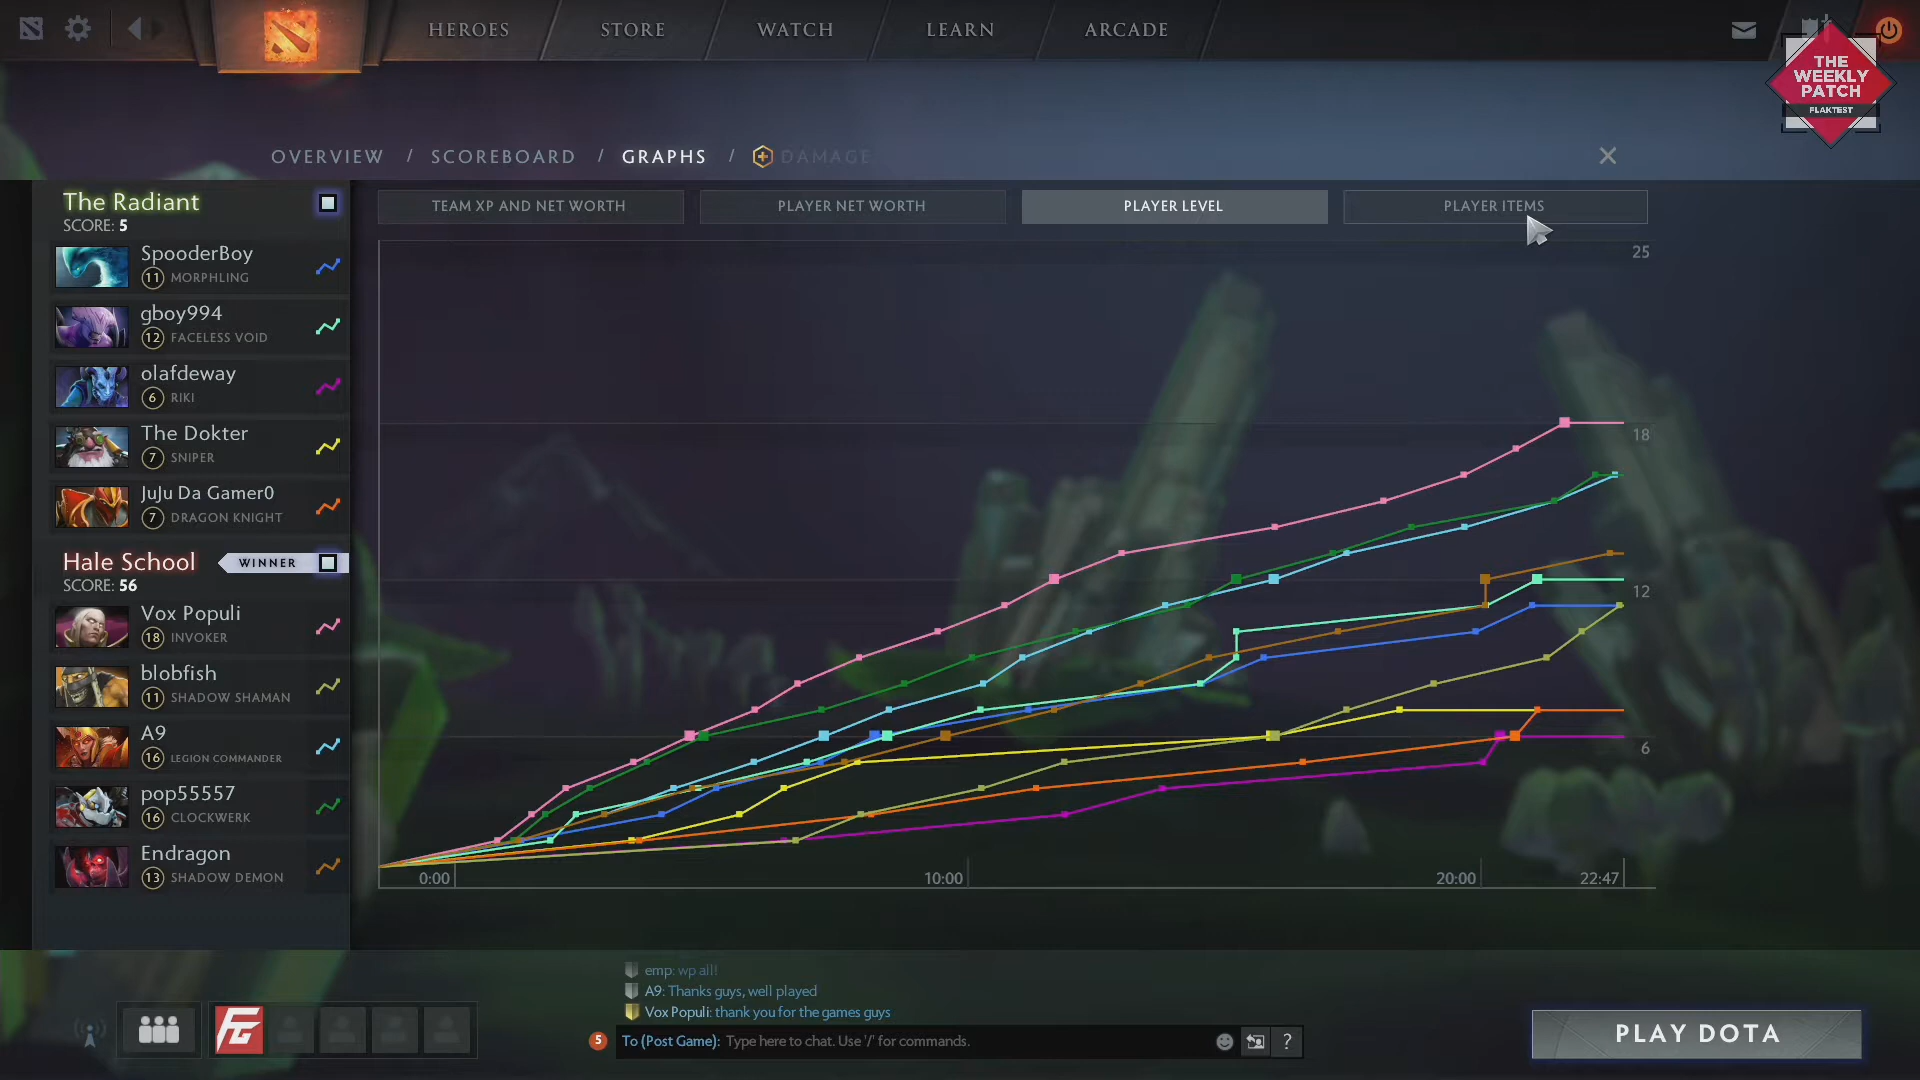 HEROES
STORE
WATCH
LEARN
ARCADE
THE
WEEKLY
PATCH
FLAKTEST
OVERVIEW / SCOREBOARD / GRAPHS / DAMAGE
TEAM XP AND NET WORTH
PLAYER NET WORTH
PLAYER LEVEL
PLAYER ITEMS
The Radiant
SCORE: 5
SpooderBoy
11 MORPHLING
gboy994
12 FACELESS VOID
olafdeway
6 RIKI
The Dokter
7 SNIPER
JuJu Da Gamer0
7 DRAGON KNIGHT
Hale School
WINNER
SCORE: 56
Vox Populi
18 INVOKER
blobfish
11 SHADOW SHAMAN
A9
16 LEGION COMMANDER
pop55557
16 CLOCKWERK
Endragon
13 SHADOW DEMON
25
18
12
6
0:00
10:00
20:00
22:47
emp: wp all!
A9: Thanks guys, well played
Vox Populi: thank you for the games guys
5
To (Post Game): Type here to chat. Use '/' for commands.
?
FG
PLAY DOTA